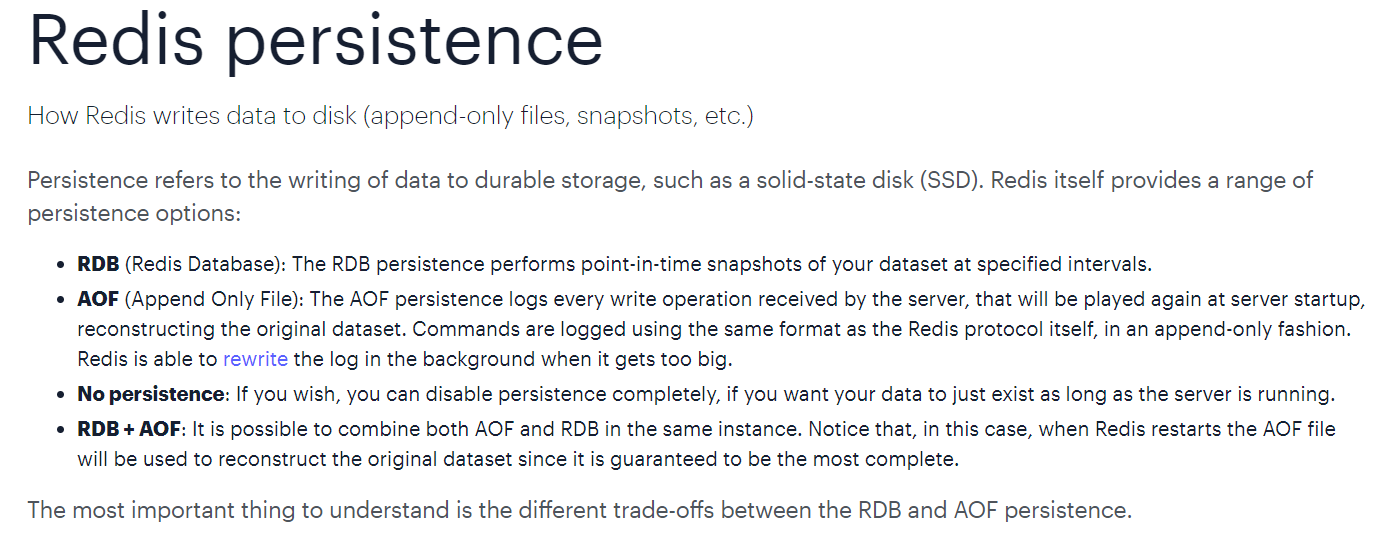 Redis persistence
How Redis writes data to disk (append-only files, snapshots, etc.)
Persistence refers to the writing of data to durable storage, such as a solid-state disk (SSD). Redis itself provides a range of
persistence options:
• RDB (Redis Database): The RDB persistence performs point-in-time snapshots of your dataset at specified intervals.
• AOF (Append Only File): The AOF persistence logs every write operation received by the server, that will be played again at server startup,
reconstructing the original dataset. Commands are logged using the same format as the Redis protocol itself, in an append-only fashion.
Redis is able to rewrite the log in the background when it gets too big.
• No persistence: If you wish, you can disable persistence completely, if you want your data to just exist as long as the server is running.
• RDB + AOF: It is possible to combine both AOF and RDB in the same instance. Notice that, in this case, when Redis restarts the AOF file
will be used to reconstruct the original dataset since it is guaranteed to be the most complete.
The most important thing to understand is the different trade-offs between the RDB and AOF persistence.